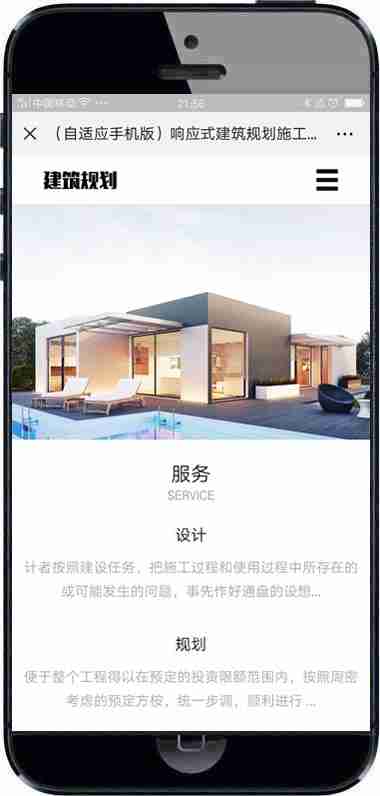 中国移动 21:56
（自适应手机版）响应式建筑规划施工...
建筑规划
服务
SERVICE
设计
计者按照建设任务，把施工过程和使用过程中所存在的
或可能发生的问题，事先作好通盘的设想...
规划
便于整个工程得以在预定的投资限额范围内，按照周密
考虑的预定方桉，统一步调，顺利进行 ...